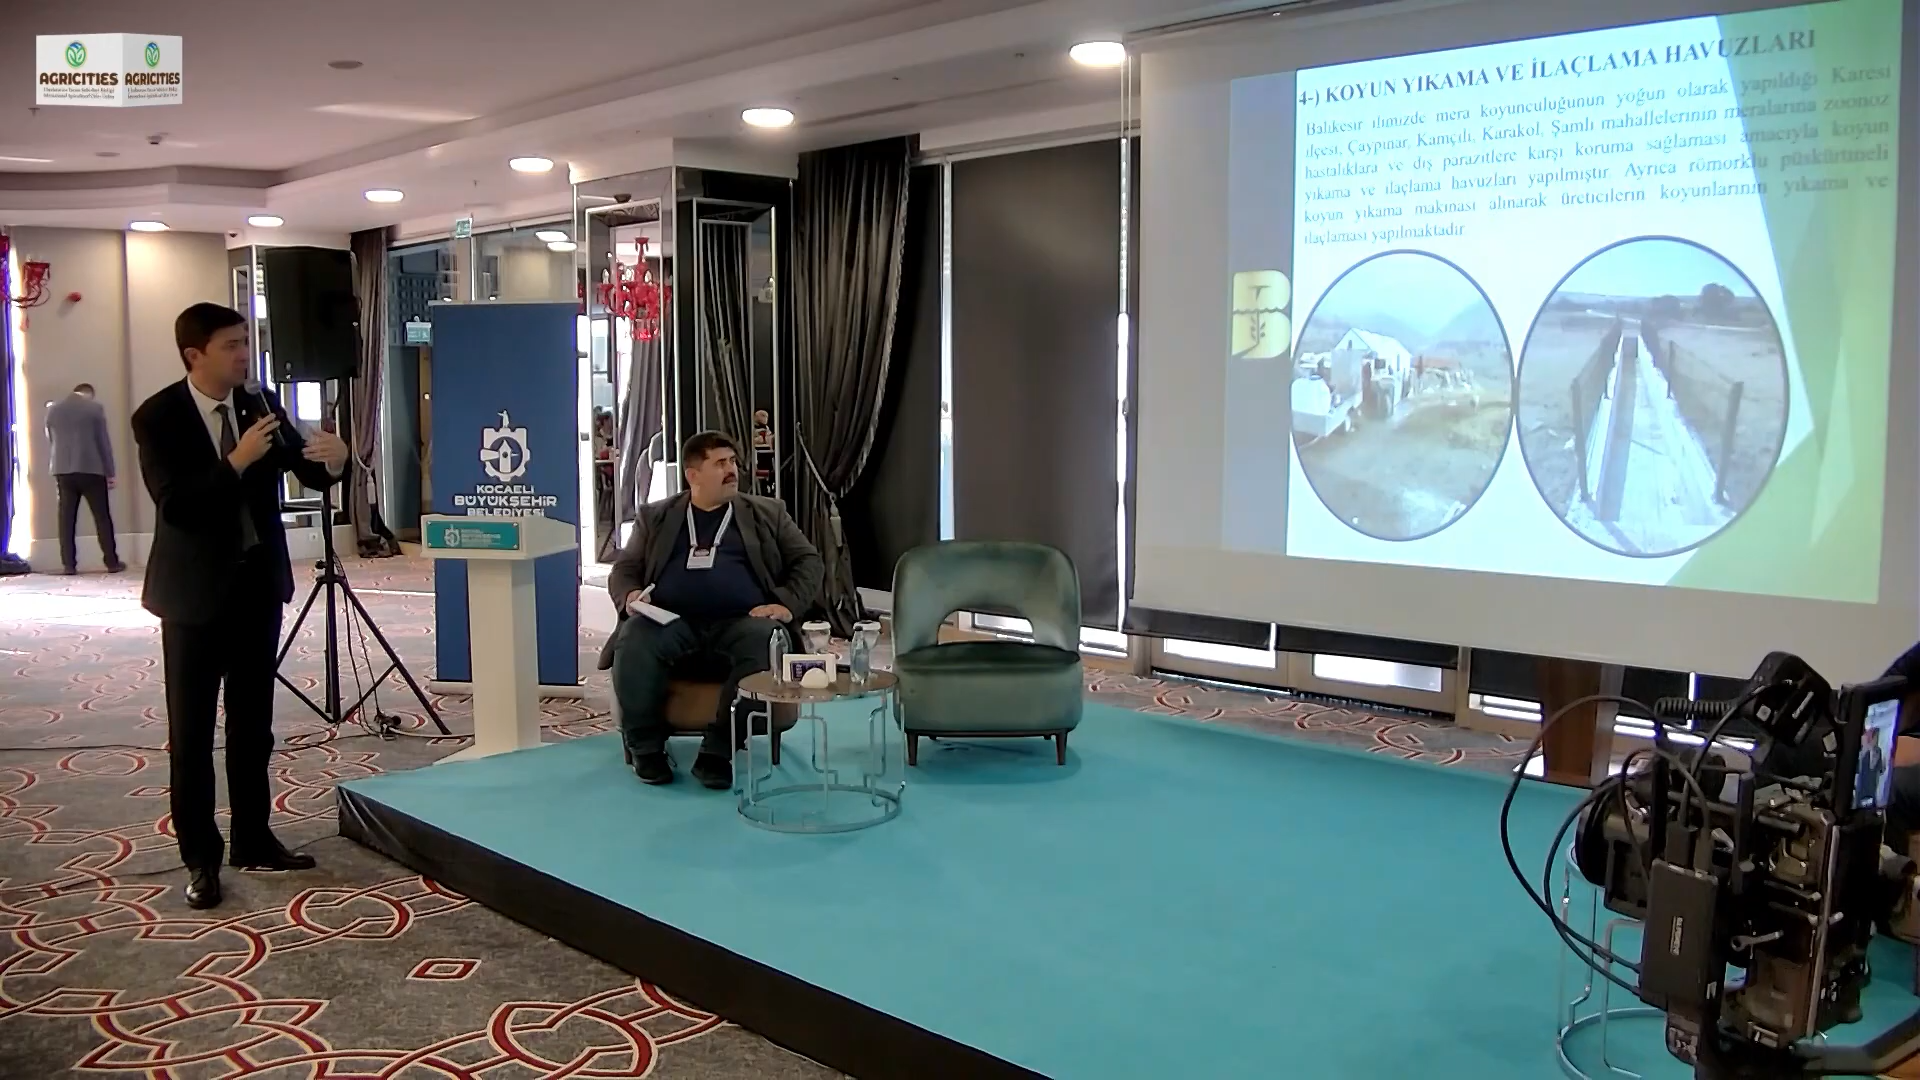 AGRICITIES
AGRICITIES
4-) KOYUN YIKAMA VE İLAÇLAMA HAVUZLARI
Balıkesir ilimizde mera koyunculuğunun yoğun olarak yapıldığı Karesi
ilçesi, Çaypınar, Kamçılı, Karakol, Şamlı mahallelerinin meralarına zoonoz
hastalıklara ve dış parazitlere karşı koruma sağlaması amacıyla koyun
yıkama ve ilaçlama havuzları yapılmıştır. Ayrıca römorklu püskürtmeli
koyun yıkama makinası alınarak üreticilerin koyunlarının yıkama ve
ilaçlaması yapılmaktadır.
KOCAELİ
BÜYÜKŞEHİR
BELEDİYESİ